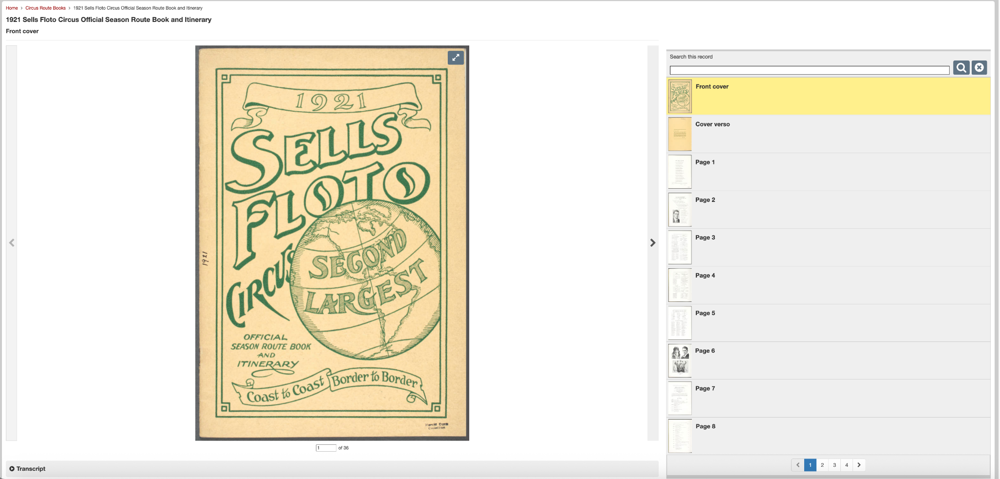 Home > Circus Route Books > 1921 Sells Floto Circus Official Season Route Book and Itinerary
1921 Sells Floto Circus Official Season Route Book and Itinerary
Front cover
1921
SELLS
FLOTO
CIRCUS
SECOND
LARGEST
1921
OFFICIAL
SEASON ROUTE BOOK
AND
ITINERARY
Coast to Coast Border to Border
Harold Dunn
Collection
1 of 36
Transcript
Search this record
Front cover
Cover verso
Page 1
Page 2
Page 3
Page 4
Page 5
Page 6
Page 7
Page 8
1 2 3 4